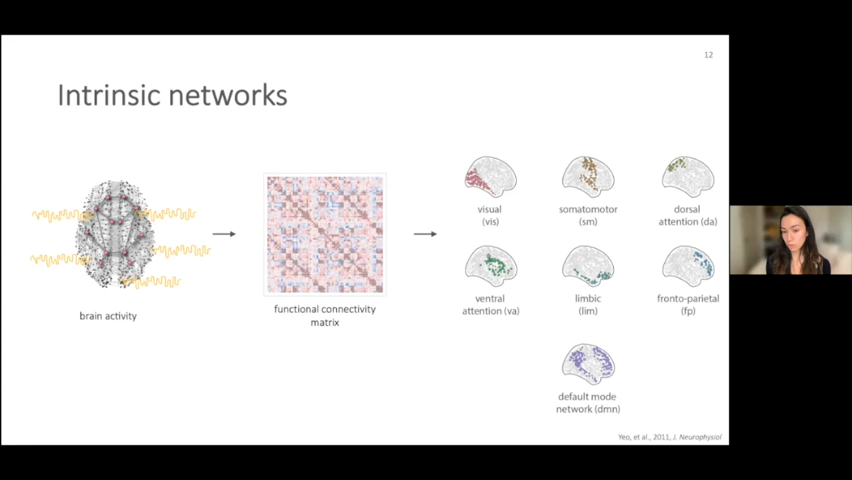 12
Intrinsic networks
brain activity
functional connectivity
matrix
visual
(vis)
somatomotor
(sm)
dorsal
attention (da)
ventral
attention (va)
limbic
(lim)
fronto-parietal
(fp)
default mode
network (dmn)
Yeo, et al., 2011, J. Neurophysiol